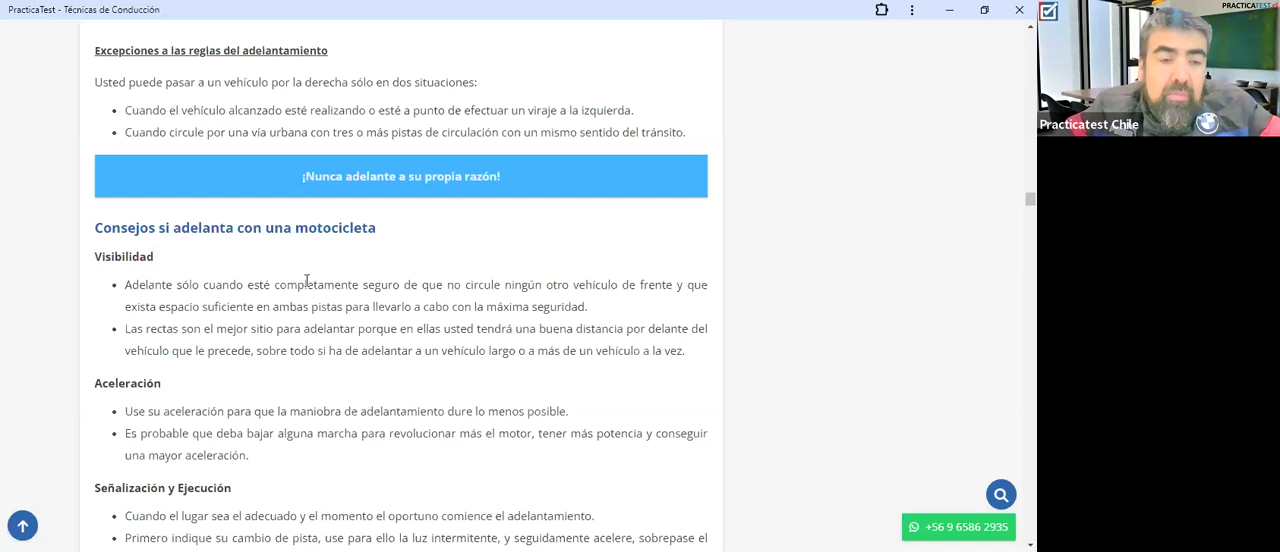 PracticaTest - Técnicas de Conducción
PRACTICATEST
Practicatest Chile
Excepciones a las reglas del adelantamiento
Usted puede pasar a un vehículo por la derecha sólo en dos situaciones:
• Cuando el vehículo alcanzado esté realizando o esté a punto de efectuar un viraje a la izquierda.
• Cuando circule por una vía urbana con tres o más pistas de circulación con un mismo sentido del tránsito.
¡Nunca adelante a su propia razón!
Consejos si adelanta con una motocicleta
Visibilidad
• Adelante sólo cuando esté completamente seguro de que no circule ningún otro vehículo de frente y que
exista espacio suficiente en ambas pistas para llevarlo a cabo con la máxima seguridad.
• Las rectas son el mejor sitio para adelantar porque en ellas usted tendrá una buena distancia por delante del
vehículo que le precede, sobre todo si ha de adelantar a un vehículo largo o a más de un vehículo a la vez.
Aceleración
• Use su aceleración para que la maniobra de adelantamiento dure lo menos posible.
• Es probable que deba bajar alguna marcha para revolucionar más el motor, tener más potencia y conseguir
una mayor aceleración.
Señalización y Ejecución
• Cuando el lugar sea el adecuado y el momento el oportuno comience el adelantamiento.
• Primero indique su cambio de pista, use para ello la luz intermitente, y seguidamente acelere, sobrepase el
+56 9 6586 2935